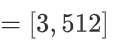 = [3, 512]